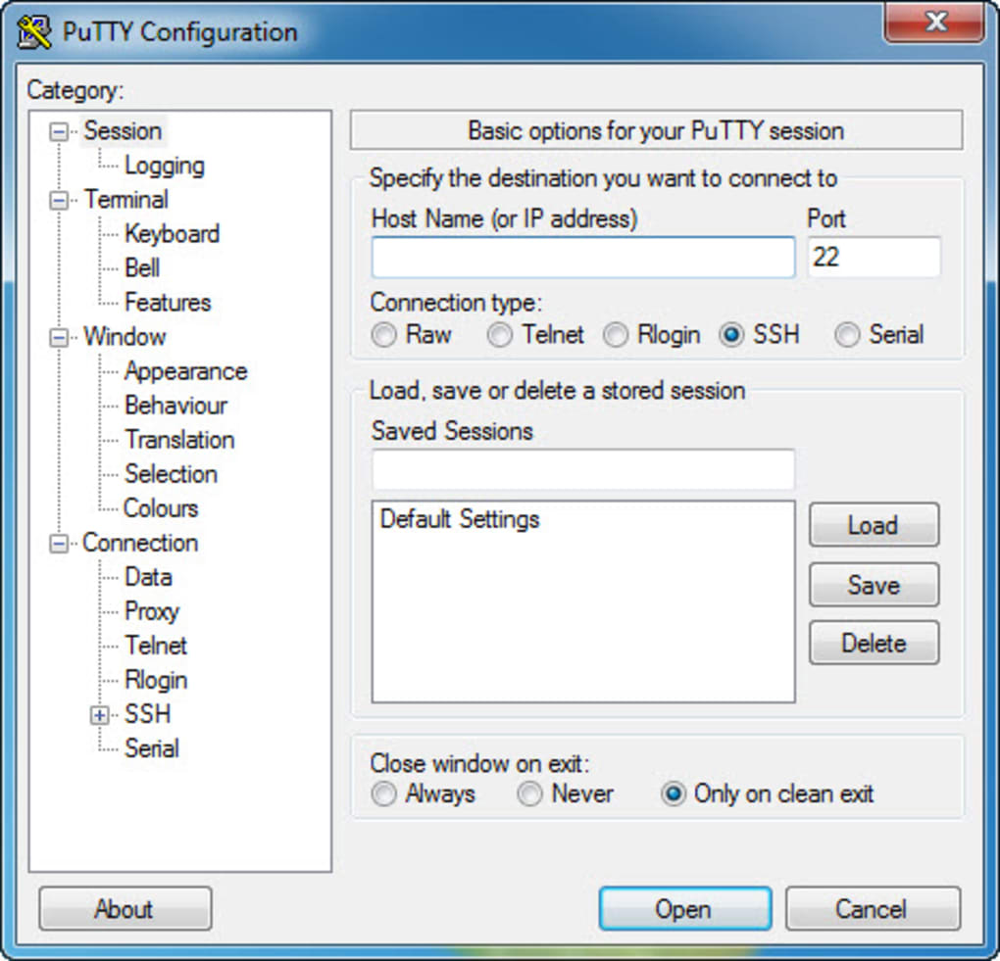 PuTTY Configuration
Category:
Session
Logging
Terminal
Keyboard
Bell
Features
Window
Appearance
Behaviour
Translation
Selection
Colours
Connection
Data
Proxy
Telnet
Rlogin
SSH
Serial
Basic options for your PuTTY session
Specify the destination you want to connect to
Host Name (or IP address) Port
22
Connection type:
Raw Telnet Rlogin SSH Serial
Load, save or delete a stored session
Saved Sessions
Default Settings
Load
Save
Delete
Close window on exit:
Always Never Only on clean exit
About Open Cancel